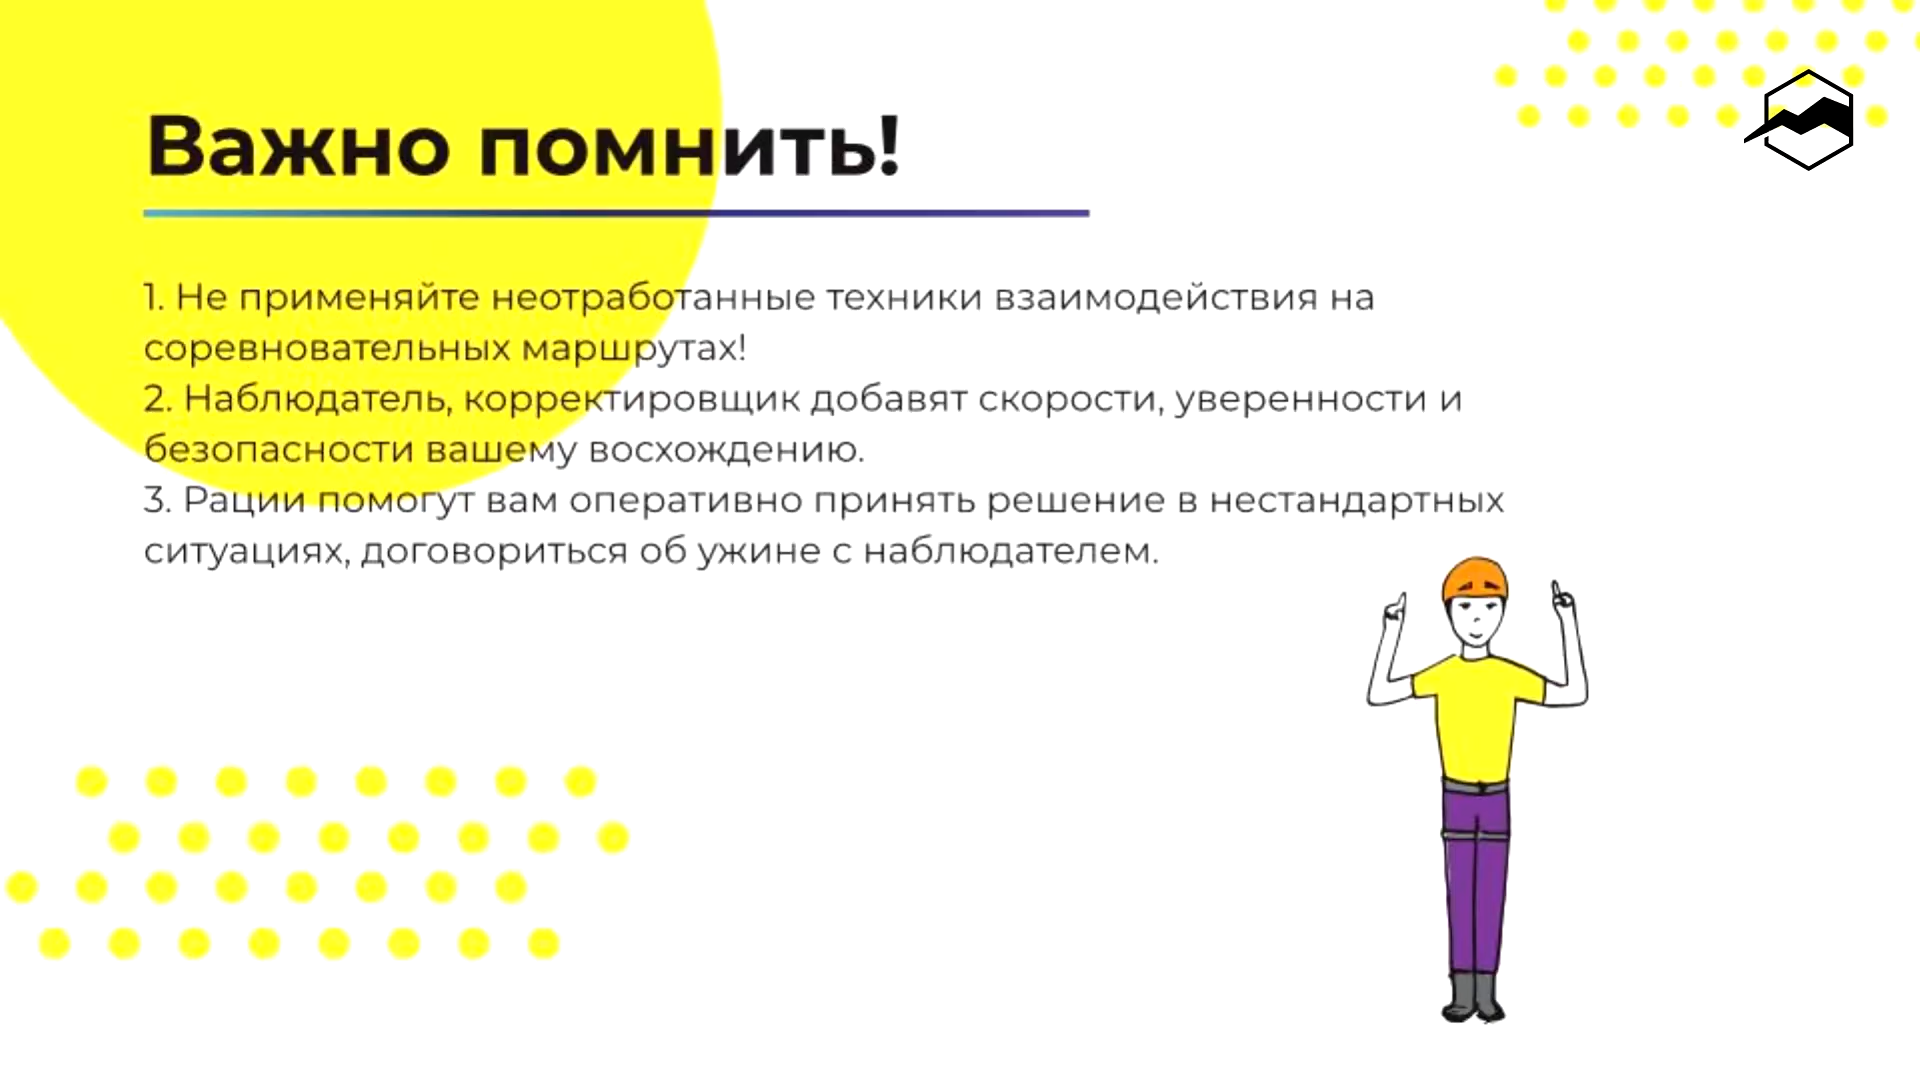 Важно помнить!
1. Не применяйте неотработанные техники взаимодействия на
соревновательных маршрутах!
2. Наблюдатель, корректировщик добавят скорости, уверенности и
безопасности вашему восхождению.
3. Рации помогут вам оперативно принять решение в нестандартных
ситуациях, договориться об ужине с наблюдателем.